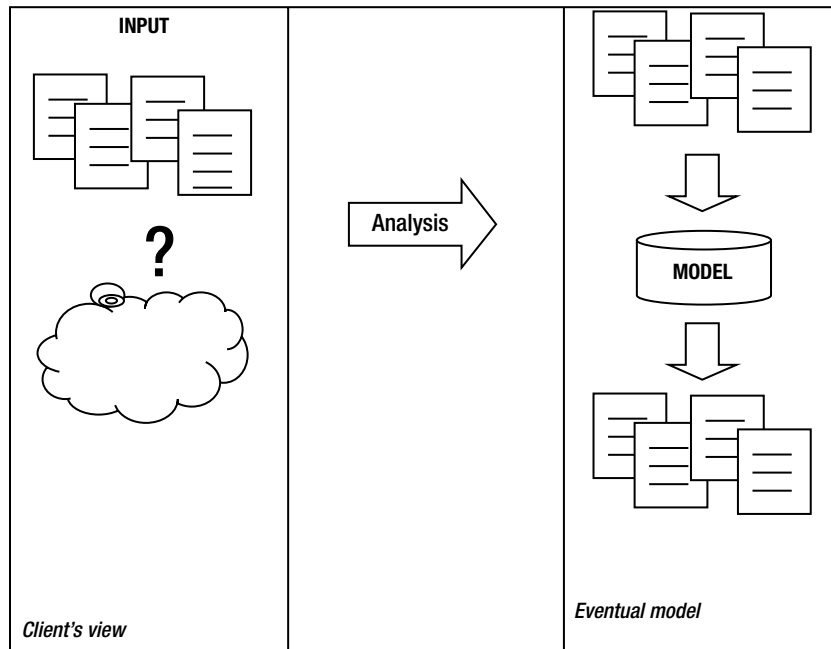 INPUT
?
Client's view
Analysis
MODEL
Eventual model